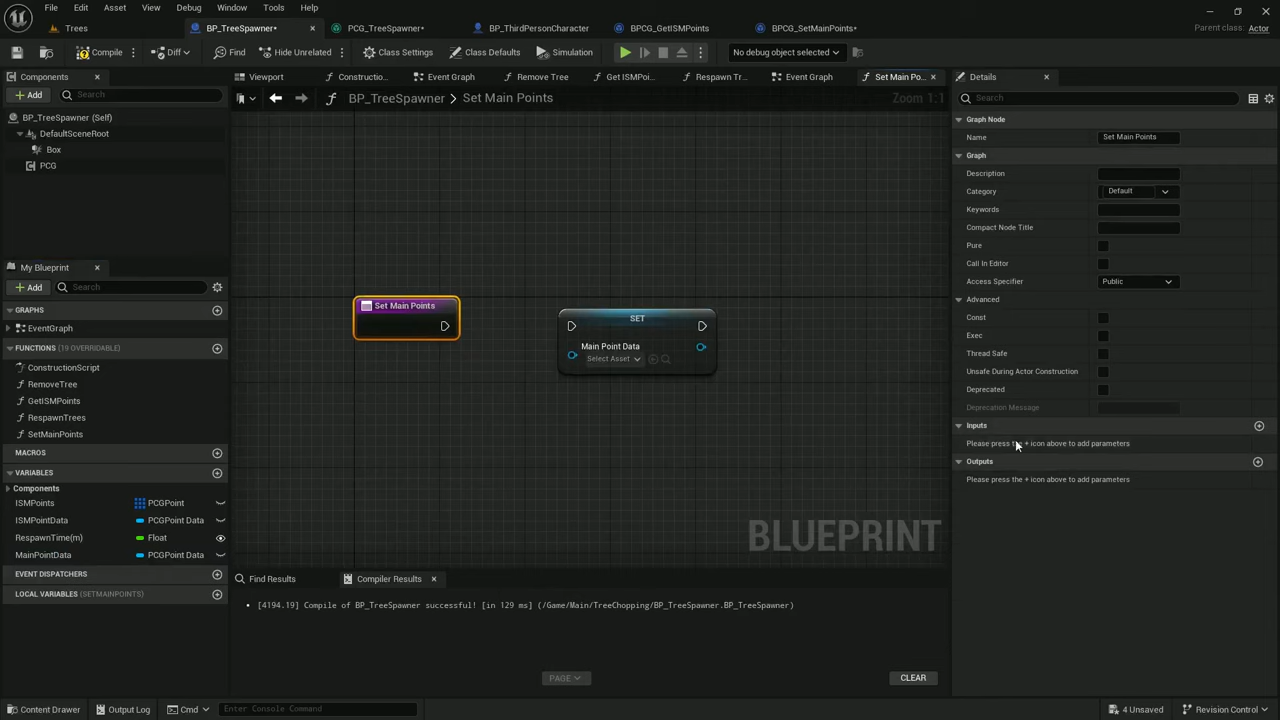 File Edit Asset View Debug Window Tools Help
Parent class: Actor
Trees BP_TreeSpawner* × PCG_TreeSpawner* BP_ThirdPersonCharacter BPCG_GetISMPoints BPCG_SetMainPoints*
Compile Diff Find Hide Unrelated Class Settings Class Defaults Simulation No debug object selected
Components × Viewport Constructio... Event Graph Remove Tree Get ISMPoi... Respawn Tr... Event Graph Set Main Po... × Details ×
+ Add Search BP_TreeSpawner > Set Main Points Zoom 1:1 Search
BP_TreeSpawner (Self)
DefaultSceneRoot
Box
PCG
Graph Node
Name Set Main Points
Graph
Description
Category Default
Keywords
Compact Node Title
Pure
Call In Editor
Access Specifier Public
Advanced
Const
Exec
Thread Safe
Unsafe During Actor Construction
Deprecated
Deprecation Message
Inputs
Please press the + icon above to add parameters
Outputs
Please press the + icon above to add parameters
My Blueprint ×
+ Add Search
GRAPHS
EventGraph
FUNCTIONS (19 OVERRIDABLE)
ConstructionScript
RemoveTree
GetISMPoints
RespawnTrees
SetMainPoints
MACROS
VARIABLES
Components
ISMPoints PCGPoint
ISMPointData PCGPoint Data
RespawnTime(m) Float
MainPointData PCGPoint Data
EVENT DISPATCHERS
LOCAL VARIABLES (SETMAINPOINTS)
Set Main Points
SET
Main Point Data
Select Asset
BLUEPRINT
Find Results Compiler Results ×
[4194.19] Compile of BP_TreeSpawner successful! [in 129 ms] (/Game/Main/TreeChopping/BP_TreeSpawner.BP_TreeSpawner)
PAGE CLEAR
Content Drawer Output Log Cmd Enter Console Command 4 Unsaved Revision Control